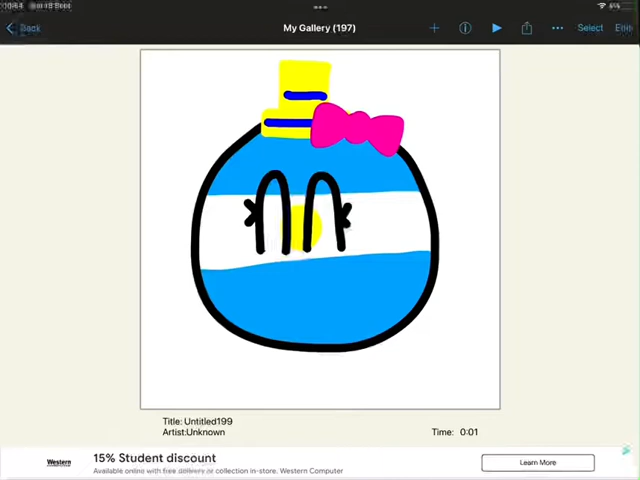 Back
My Gallery (197)
Select
Edit
Title: Untitled199
Artist:Unknown
Time: 0:01
Western
15% Student discount
Available online with free delivery or collection in-store. Western Computer
Learn More